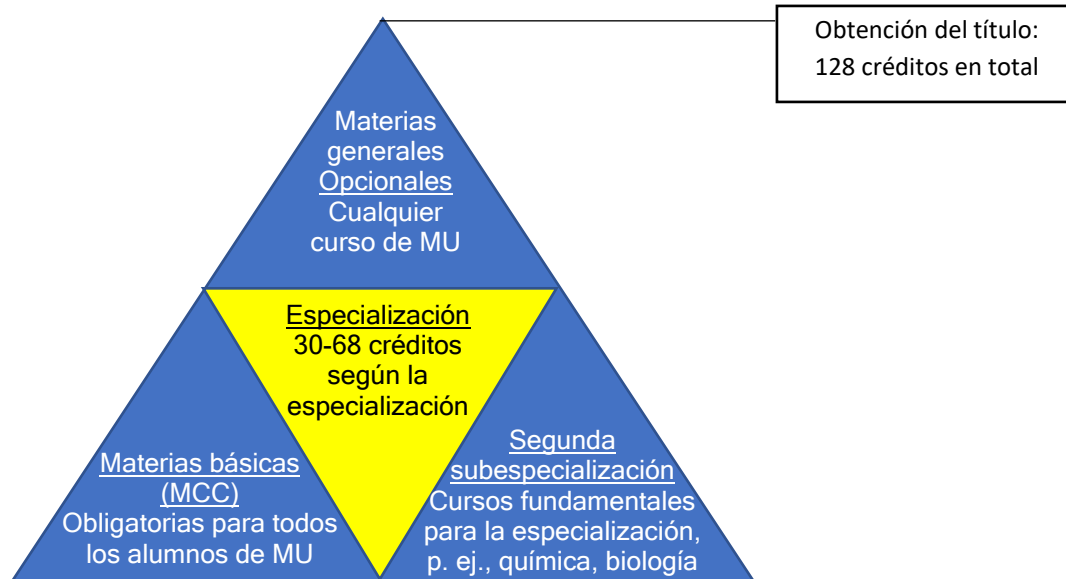 Obtención del título:
128 créditos en total
Materias
generales
Opcionales
Cualquier
curso de MU
Especialización
30-68 créditos
según la
especialización
Materias básicas
(MCC)
Obligatorias para todos
los alumnos de MU
Segunda
subespecialización
Cursos fundamentales
para la especialización,
p. ej., química, biología